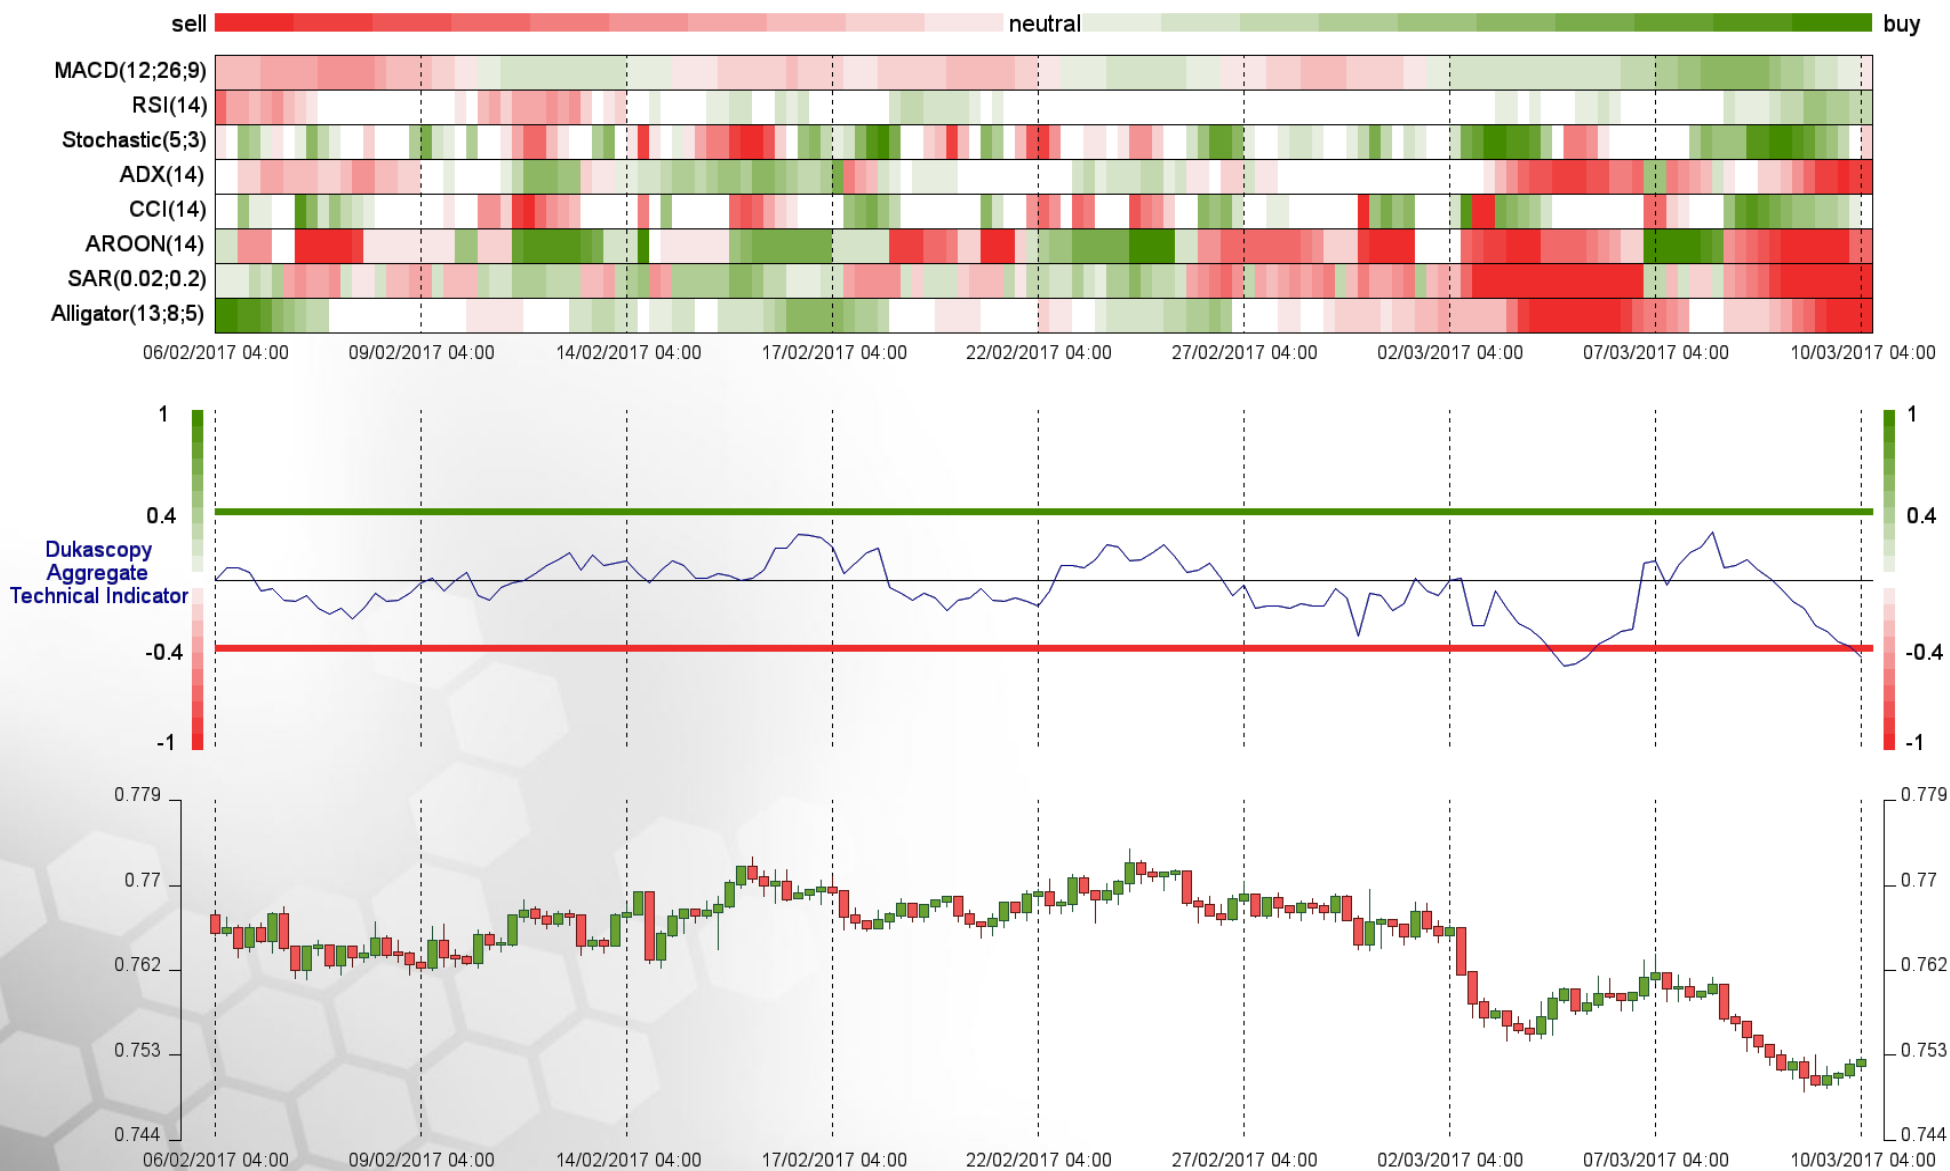 sell neutral buy
MACD(12;26;9)
RSI(14)
Stochastic(5;3)
ADX(14)
CCI(14)
AROON(14)
SAR(0.02;0.2)
Alligator(13;8;5)
06/02/2017 04:00 09/02/2017 04:00 14/02/2017 04:00 17/02/2017 04:00 22/02/2017 04:00 27/02/2017 04:00 02/03/2017 04:00 07/03/2017 04:00 10/03/2017 04:00
1 1
0.4 0.4
Dukascopy
Aggregate
Technical Indicator
-0.4 -0.4
-1 -1
0.779 0.779
0.77 0.77
0.762 0.762
0.753 0.753
0.744 0.744
06/02/2017 04:00 09/02/2017 04:00 14/02/2017 04:00 17/02/2017 04:00 22/02/2017 04:00 27/02/2017 04:00 02/03/2017 04:00 07/03/2017 04:00 10/03/2017 04:00